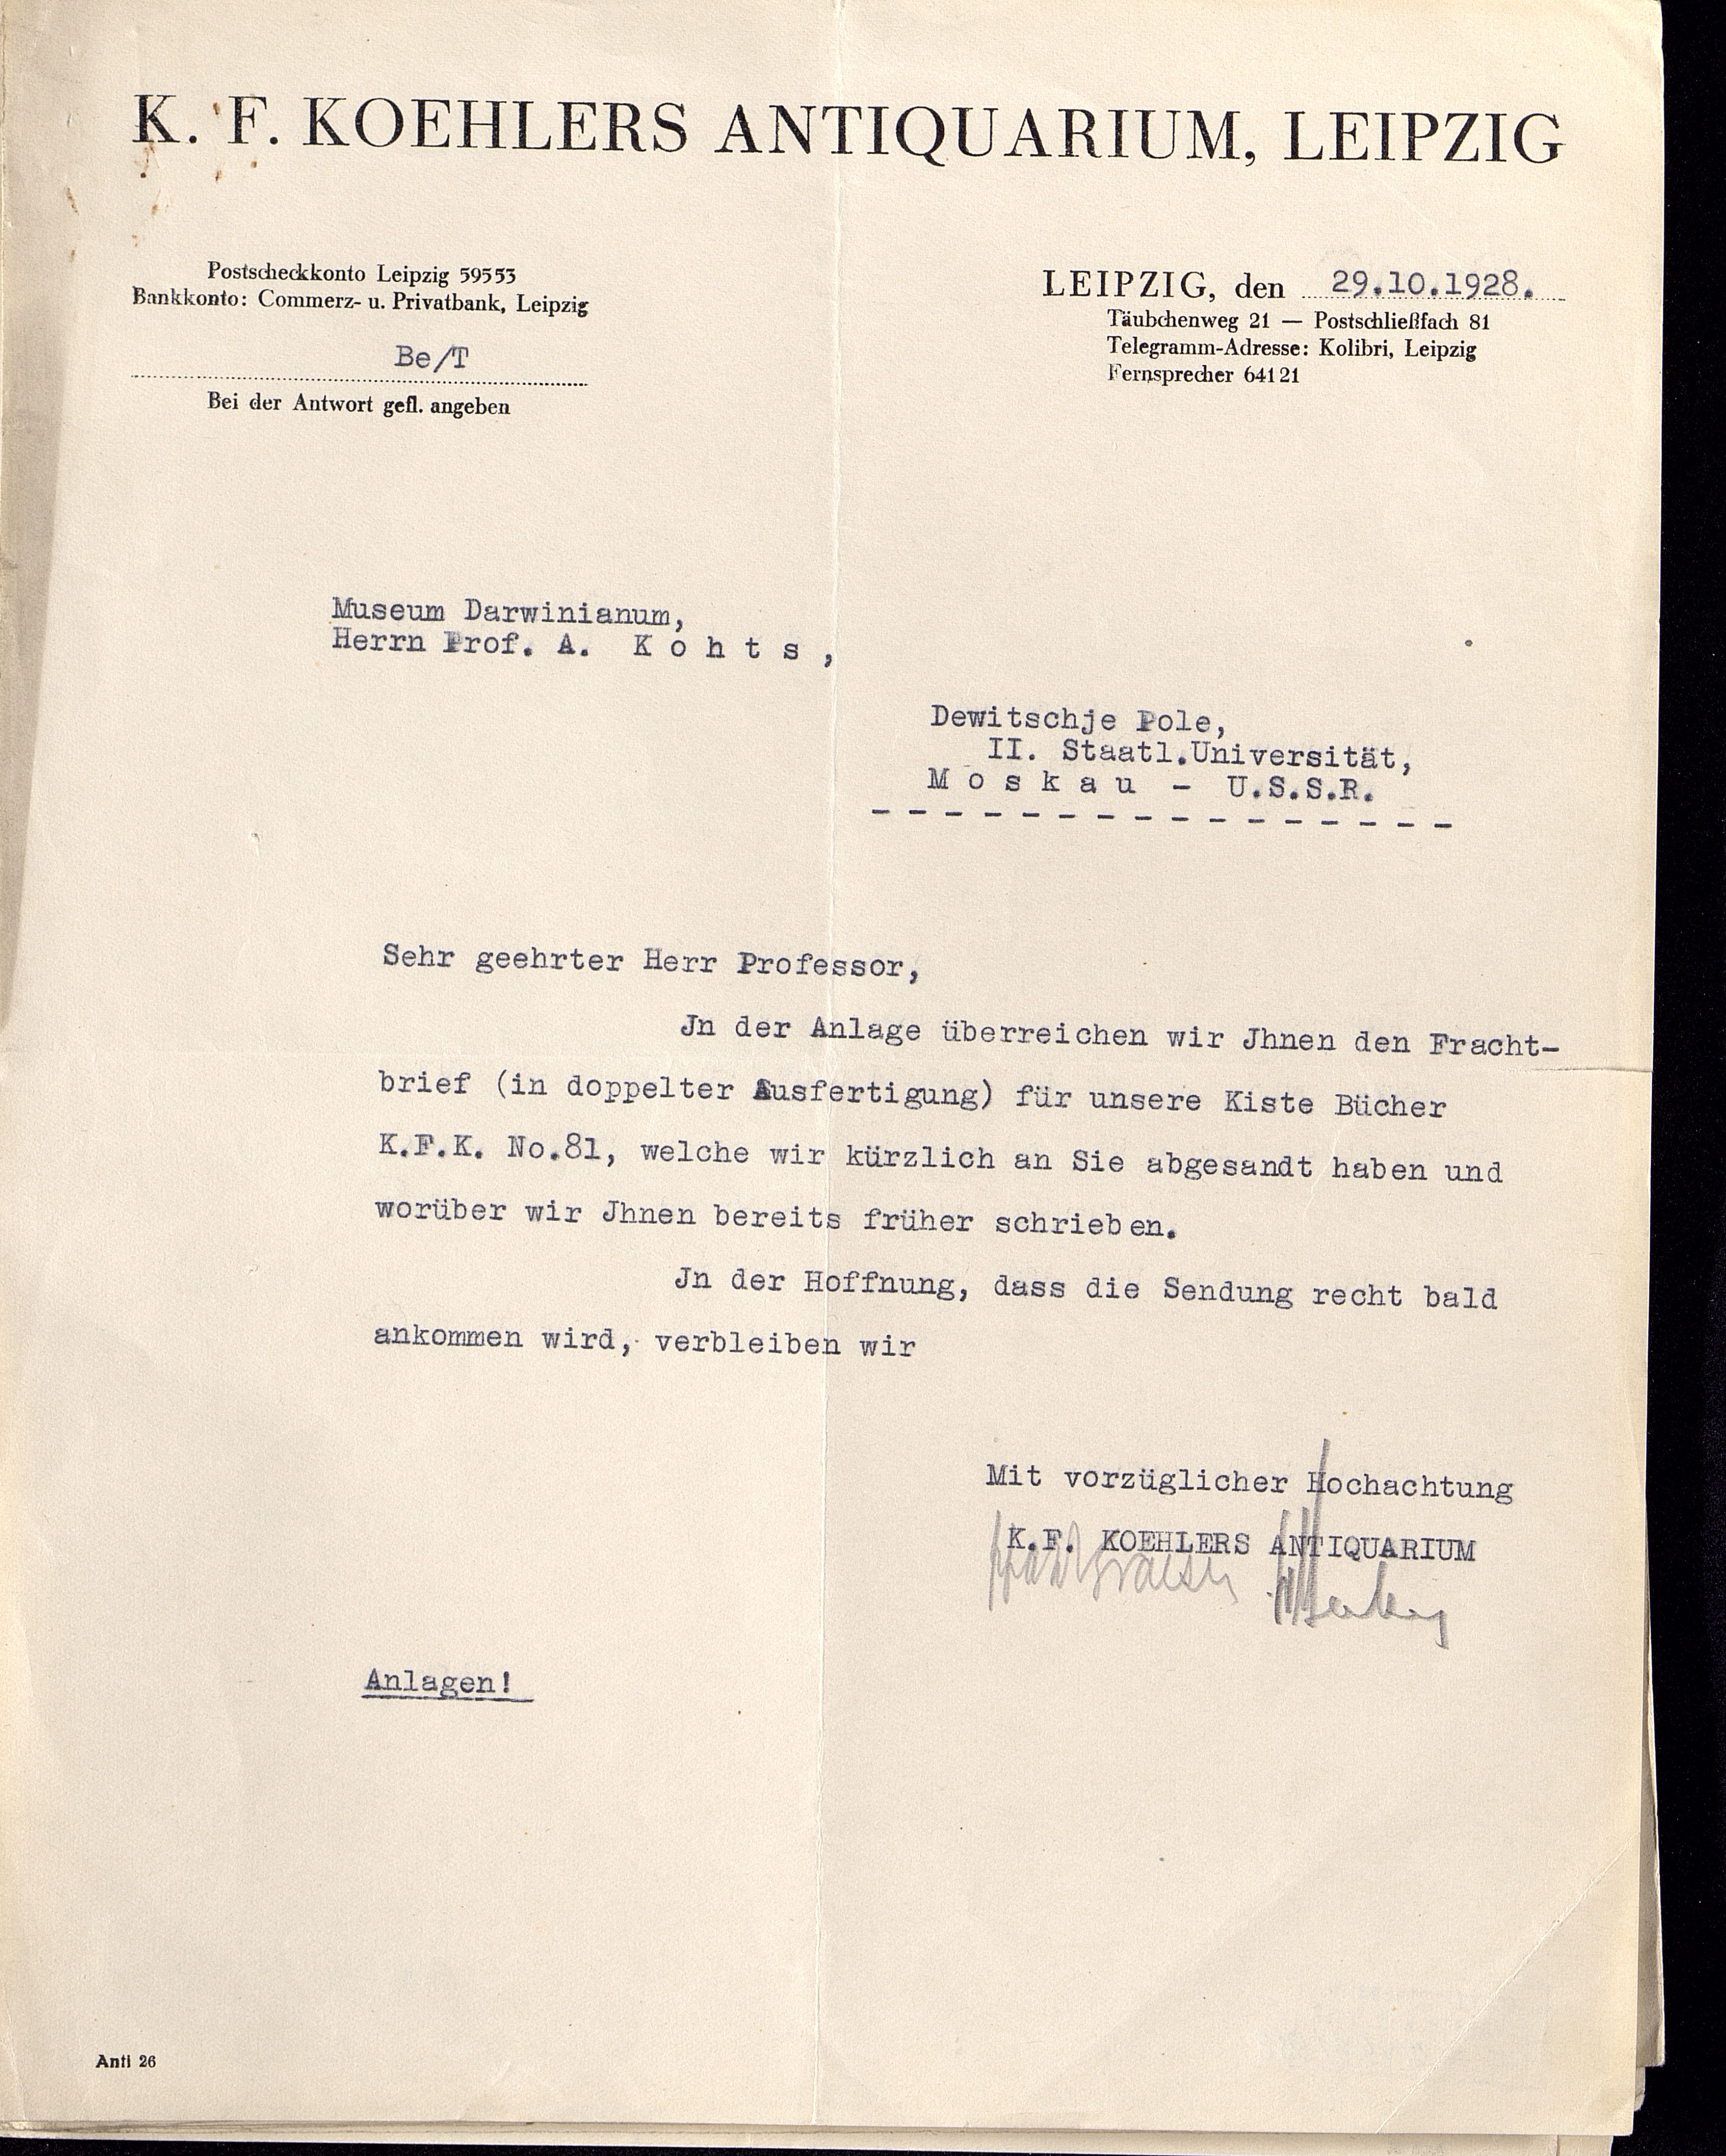 K. F. KOEHLERS ANTIQUARIUM, LEIPZIG
Postscheckkonto Leipzig 59553
Bankkonto: Commerz- u. Privatbank, Leipzig
Be/T
Bei der Antwort gefl. angeben
LEIPZIG, den 29.10.1928.
Täubchenweg 21 — Postschließfach 81
Telegramm-Adresse: Kolibri, Leipzig
Fernsprecher 64121
Museum Darwinianum,
Herrn Prof. A. K o h t s ,
Dewitschje Pole,
II. Staatl.Universität,
M o s k a u - U.S.S.R.
Sehr geehrter Herr Professor,
Jn der Anlage überreichen wir Jhnen den Fracht-
brief (in doppelter Ausfertigung) für unsere Kiste Bücher
K.F.K. No.81, welche wir kürzlich an Sie abgesandt haben und
worüber wir Jhnen bereits früher schrieben.
Jn der Hoffnung, dass die Sendung recht bald
ankommen wird, verbleiben wir
Mit vorzüglicher Hochachtung
K.F. KOEHLERS ANTIQUARIUM
Anlagen!
Anti 26